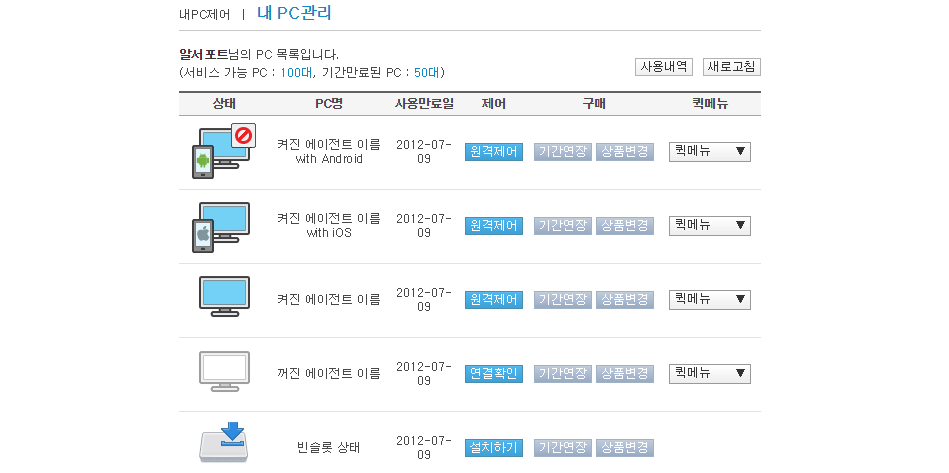 내PC제어 | 내 PC관리
알서포트님의 PC 목록입니다.
(서비스 가능 PC : 100대, 기간만료된 PC : 50대)
사용내역 새로고침
상태 PC명 사용만료일 제어 구매 퀵메뉴
켜진 에이전트 이름
with Android
2012-07-
09
원격제어 기간연장 상품변경 퀵메뉴 ▼
켜진 에이전트 이름
with iOS
2012-07-
09
원격제어 기간연장 상품변경 퀵메뉴 ▼
켜진 에이전트 이름
2012-07-
09
원격제어 기간연장 상품변경 퀵메뉴 ▼
꺼진 에이전트 이름
2012-07-
09
연결확인 기간연장 상품변경 퀵메뉴 ▼
빈슬롯 상태
2012-07-
09
설치하기 기간연장 상품변경